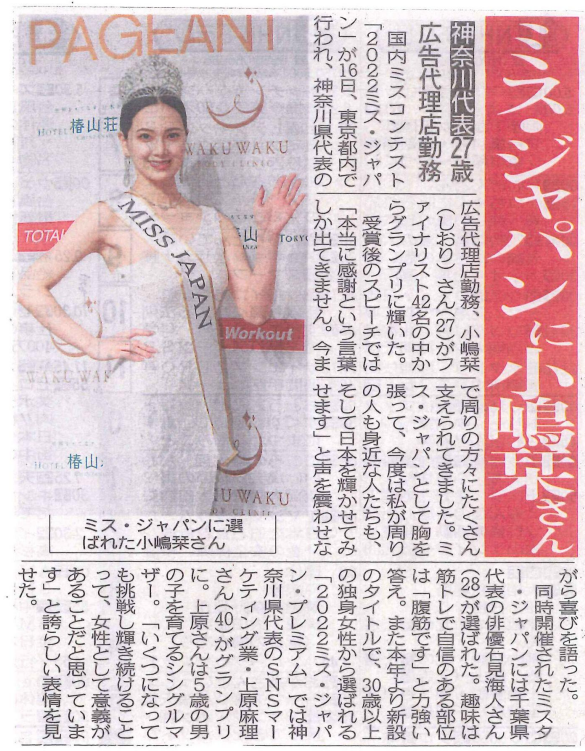 ミス・ジャパンに小嶋栞さん
神奈川代表27歳
広告代理店勤務
国内ミスコンテスト
「2022ミス・ジャパ
ン」が16日、東京都内で
行われ、神奈川県代表の
広告代理店勤務、小嶋栞
(しおり)さん(27)がフ
ァイナリスト42名の中か
らグランプリに輝いた。
受賞後のスピーチでは
「本当に感謝という言葉
しか出てきません。今ま
で周りの方々にたくさん
支えられてきました。ミ
ス・ジャパンとして胸を
張って、今度は私が周り
の人も身近な人たちも、
そして日本を輝かせてみ
せます」と声を震わせな
がら喜びを語った。
同時開催されたミスタ
ー・ジャパンには千葉県
代表の俳優石見海人さん
(28)が選ばれた。趣味は
筋トレで自信のある部位
は「腹筋です」と力強い
答え。また本年より新設
のタイトルで、30歳以上
の独身女性から選ばれる
「2022ミス・ジャパ
ン・プレミアム」では神
奈川県代表のSNSマー
ケティング業・上原麻理
さん(40)がグランプリ
に。上原さんは5歳の男
の子を育てるシングルマ
ザー。「いくつになって
も挑戦し輝き続けること
って、女性として意義が
あることだと思っていま
す」と誇らしい表情を見
せた。
PAGEANT
HOTEL 椿山荘
WAKU WAKU
MISS JAPAN
TOTAL
TOKYO
Workout
WAKU WAK
椿山
WAKU WAKU
ミス・ジャパンに選
ばれた小嶋栞さん